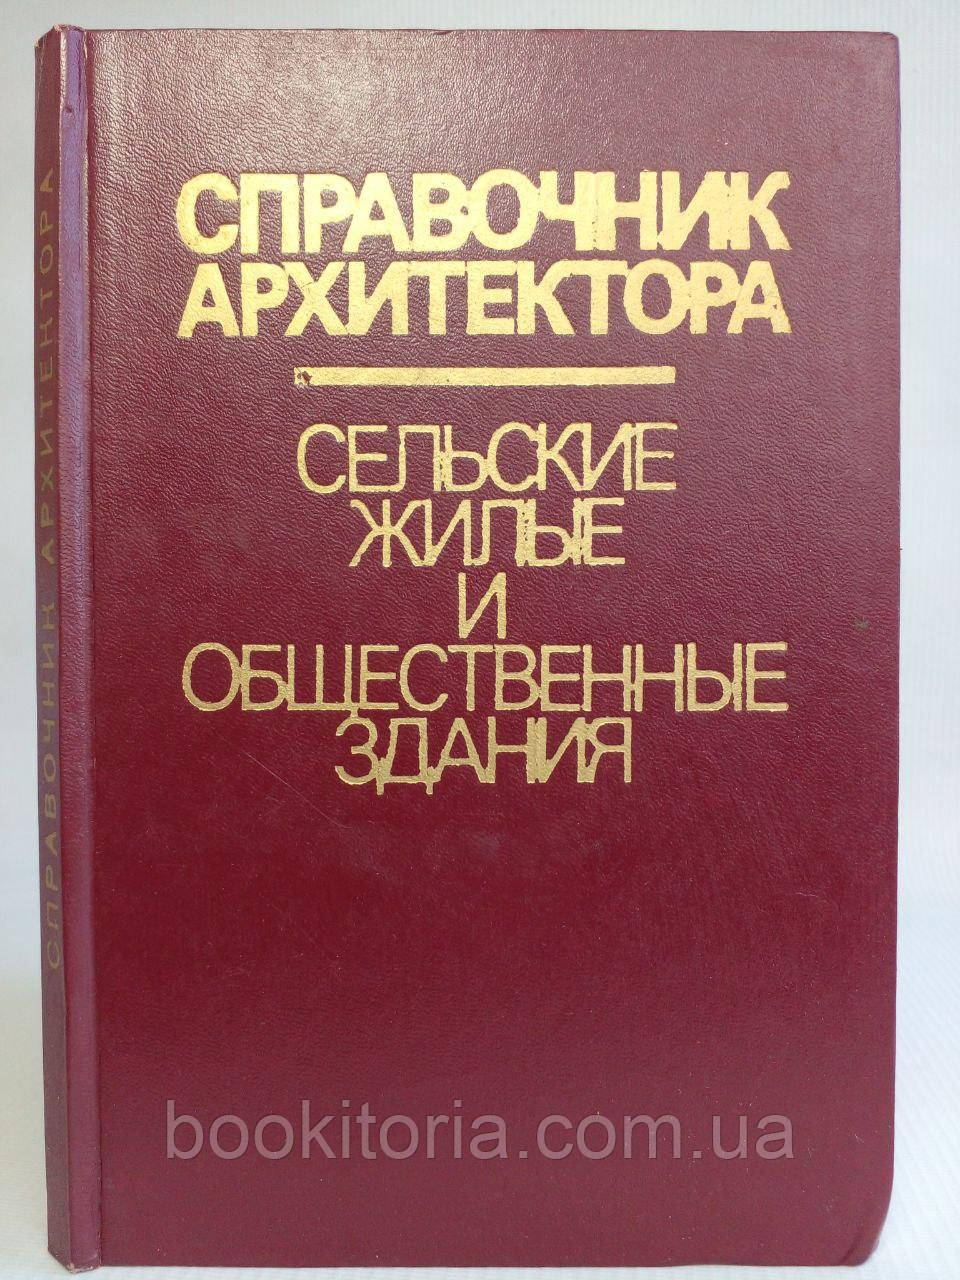 СПРАВОЧНИК
АРХИТЕКТОРА
СЕЛЬСКИЕ
ЖИЛЫЕ
И
ОБЩЕСТВЕННЫЕ
ЗДАНИЯ
СПРАВОЧНИК АРХИТЕКТОРА
bookitoria.com.ua